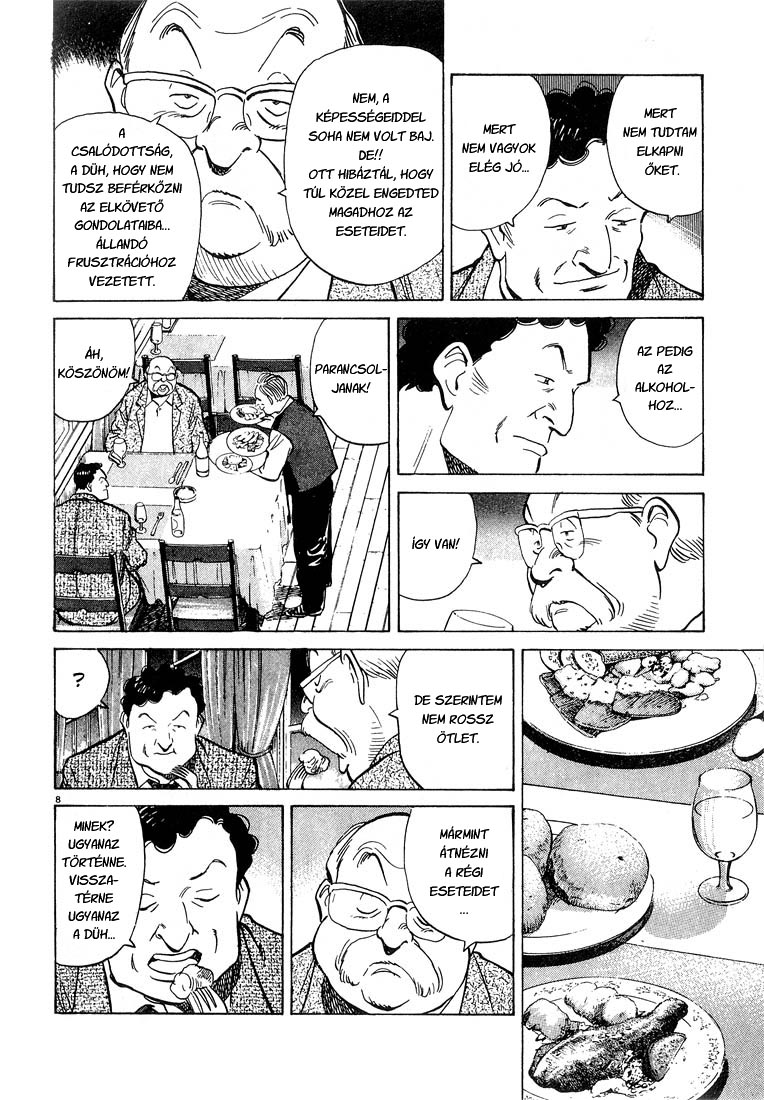 MERT
NEM TUDTAM
ELKAPNI
ŐKET.
MERT
NEM VAGYOK
ELÉG JÓ...
NEM, A
KÉPESSÉGEIDDEL
SOHA NEM VOLT BAJ.
DE!!
OTT HIBÁZTÁL, HOGY
TÚL KÖZEL ENGEDTED
MAGADHOZ AZ
ESETEIDET.
A
CSALÓDOTTSÁG,
A DÜH, HOGY NEM
TUDSZ BEFÉRKŐZNI
AZ ELKÖVETŐ
GONDOLATAIBA...
ÁLLANDÓ
FRUSZTRÁCIÓHOZ
VEZETETT.
AZ PEDIG
AZ
ALKOHOL-
HOZ...
ÍGY VAN!
PARANCSOL-
JANAK!
ÁH,
KÖSZÖNÖM!
DE SZERINTEM
NEM ROSSZ
ÖTLET.
?
8
MÁRMINT
ÁTNÉZNI
A RÉGI
ESETEIDET
...
MINEK?
UGYANAZ
TÖRTÉNNE.
VISSZA-
TÉRNE
UGYANAZ
A DÜH...